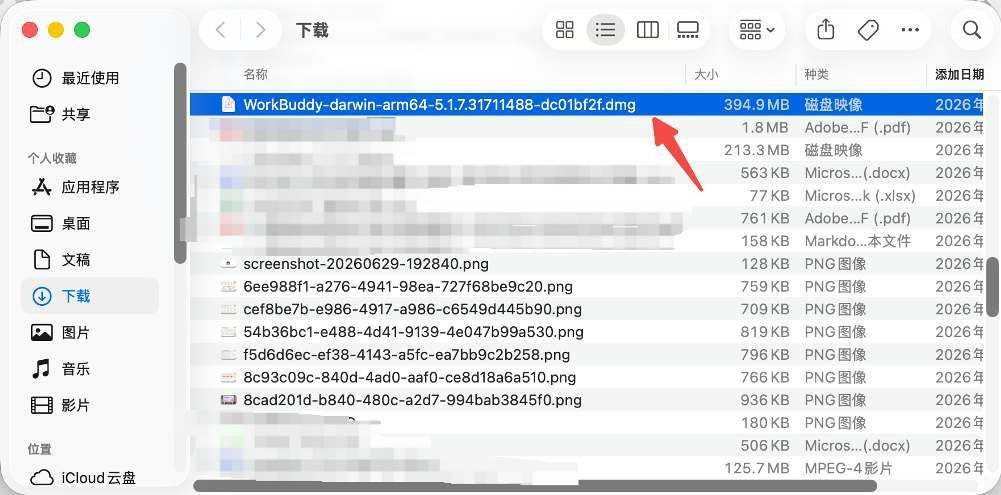 下载
名称 大小 种类 添加日期
最近使用
共享
个人收藏
应用程序
桌面
文稿
下载
图片
音乐
影片
位置
iCloud云盘
WorkBuddy-darwin-arm64-5.1.7.31711488-dc01bf2f.dmg 394.9 MB 磁盘映像 2026年
1.8 MB Adobe...F (.pdf) 2026年
213.3 MB 磁盘映像 2026年
563 KB Micros...(.docx) 2026年
77 KB Micros...k (.xlsx) 2026年
761 KB Adobe...F (.pdf) 2026年
158 KB Markdo...本文件 2026年
screenshot-20260629-192840.png 128 KB PNG图像 2026年
6ee988f1-a276-4941-98ea-727f68be9c20.png 759 KB PNG图像 2026年
cef8be7b-e986-4917-a986-c6549d445b90.png 709 KB PNG图像 2026年
54b36bc1-e488-4d41-9139-4e047b99a530.png 819 KB PNG图像 2026年
f5d6d6ec-ef38-4143-a5fc-ea7bb9c2b258.png 796 KB PNG图像 2026年
8c93c09c-840d-4ad0-aaf0-ce8d18a6a510.png 766 KB PNG图像 2026年
8cad201d-b840-480c-a2d7-994bab3845f0.png 936 KB PNG图像 2026年
180 KB PNG图像 2026年
506 KB Micros...(.docx) 2026年
125.7 MB MPEG-4影片 2026年